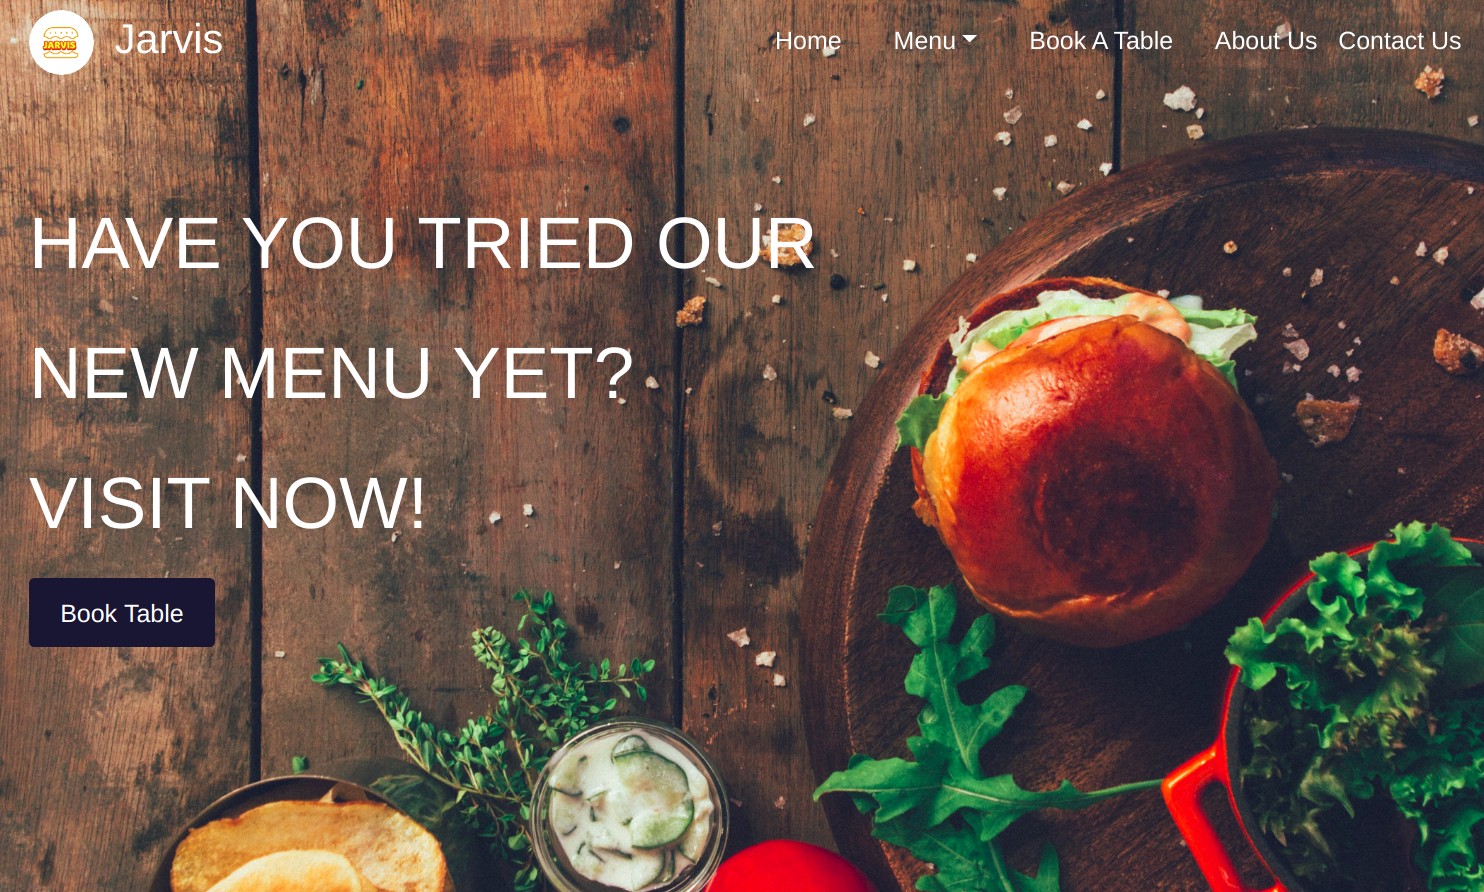 JARVIS
Jarvis
Home
Menu
Book A Table
About Us
Contact Us
HAVE YOU TRIED OUR
NEW MENU YET?
VISIT NOW!
Book Table